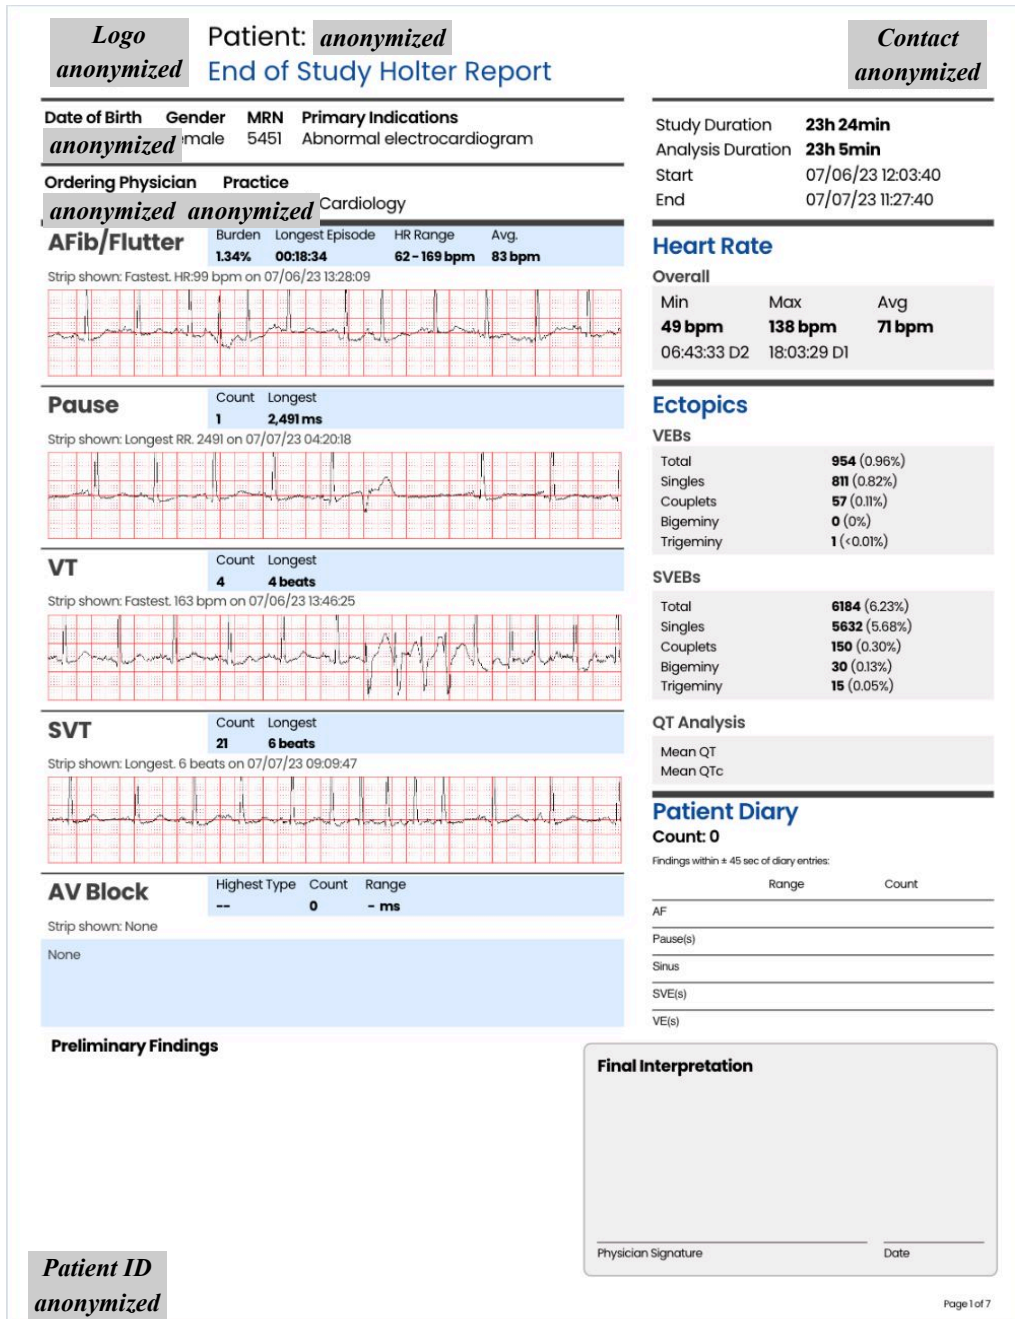 Logo
anonymized
Patient: anonymized
End of Study Holter Report
Contact
anonymized
Date of Birth Gender MRN Primary Indications
anonymized emale 5451 Abnormal electrocardiogram
Ordering Physician Practice
anonymized anonymized Cardiology
Study Duration 23h 24min
Analysis Duration 23h 5min
Start 07/06/23 12:03:40
End 07/07/23 11:27:40
AFib/Flutter
Burden Longest Episode HR Range Avg.
1.34% 00:18:34 62 - 169 bpm 83 bpm
Strip shown: Fastest. HR:99 bpm on 07/06/23 13:28:09
Pause
Count Longest
1 2,491 ms
Strip shown: Longest RR. 2491 on 07/07/23 04:20:18
VT
Count Longest
4 4 beats
Strip shown: Fastest. 163 bpm on 07/06/23 13:46:25
SVT
Count Longest
21 6 beats
Strip shown: Longest. 6 beats on 07/07/23 09:09:47
AV Block
Highest Type Count Range
-- 0 - ms
Strip shown: None
None
Heart Rate
Overall
Min Max Avg
49 bpm 138 bpm 71 bpm
06:43:33 D2 18:03:29 D1
Ectopics
VEBs
Total 954 (0.96%)
Singles 811 (0.82%)
Couplets 57 (0.11%)
Bigeminy 0 (0%)
Trigeminy 1 (<0.01%)
SVEBs
Total 6184 (6.23%)
Singles 5632 (5.68%)
Couplets 150 (0.30%)
Bigeminy 30 (0.13%)
Trigeminy 15 (0.05%)
QT Analysis
Mean QT
Mean QTc
Patient Diary
Count: 0
Findings within ± 45 sec of diary entries:
Range Count
AF
Pause(s)
Sinus
SVE(s)
VE(s)
Preliminary Findings
Final Interpretation
Physician Signature Date
Patient ID
anonymized
Page 1 of 7